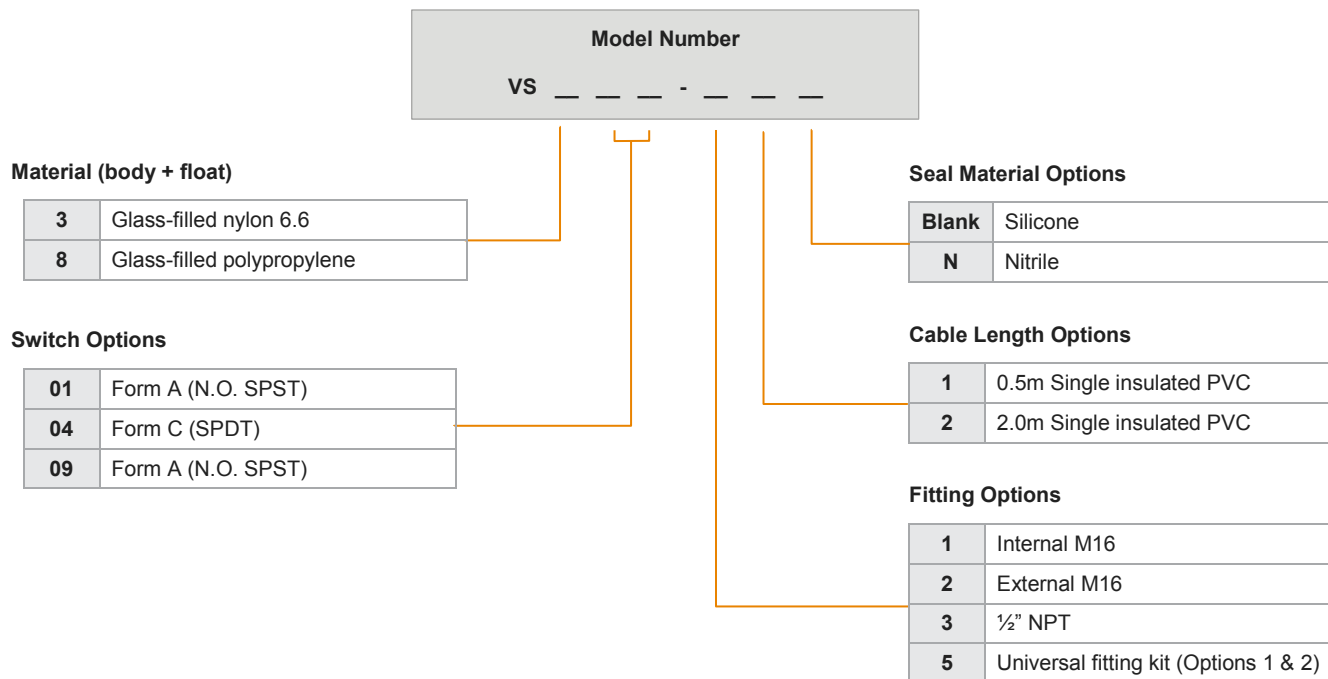 Model Number
VS __ __ __ - __ __ __
Material (body + float)
3 Glass-filled nylon 6.6
8 Glass-filled polypropylene
Switch Options
01 Form A (N.O. SPST)
04 Form C (SPDT)
09 Form A (N.O. SPST)
Seal Material Options
Blank Silicone
N Nitrile
Cable Length Options
1 0.5m Single insulated PVC
2 2.0m Single insulated PVC
Fitting Options
1 Internal M16
2 External M16
3 ½” NPT
5 Universal fitting kit (Options 1 & 2)